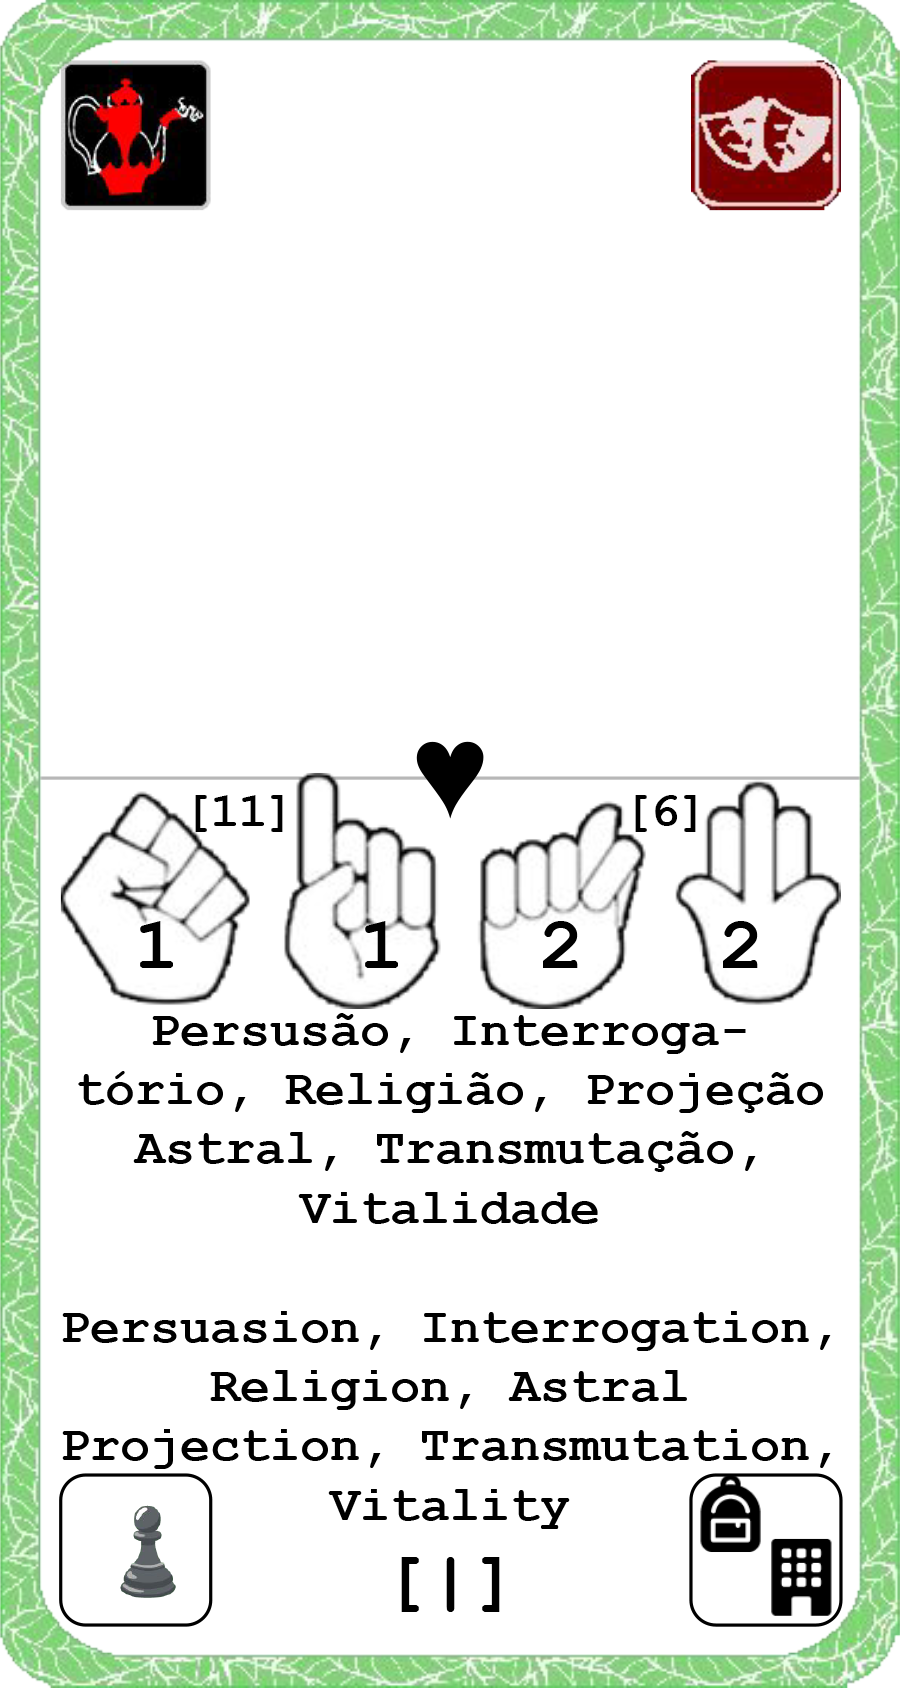 [11] [6]
1 1 2 2
Persusão, Interroga-
tório, Religião, Projeção
Astral, Transmutação,
Vitalidade
Persuasion, Interrogation,
Religion, Astral
Projection, Transmutation,
Vitality
[|]